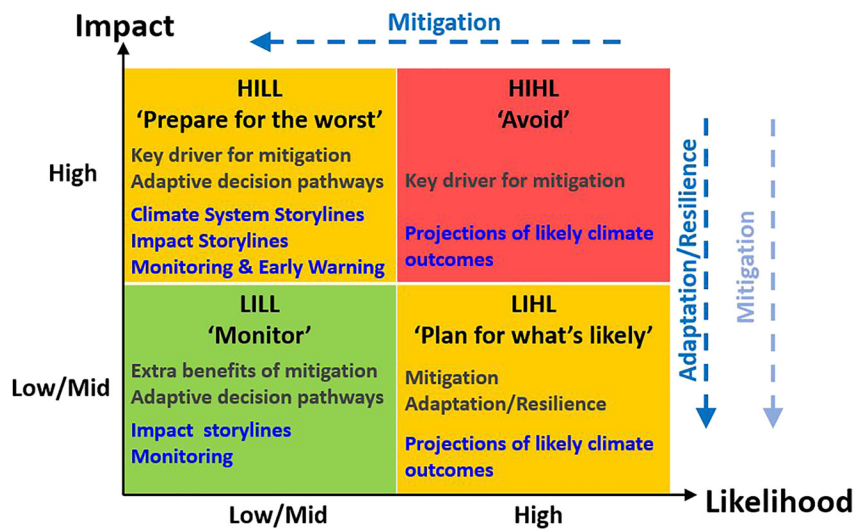 Impact
Mitigation
High
HILL
‘Prepare for the worst’
Key driver for mitigation
Adaptive decision pathways
Climate System Storylines
Impact Storylines
Monitoring & Early Warning
HIHL
‘Avoid’
Key driver for mitigation
Projections of likely climate
outcomes
Adaptation/Resilience
Mitigation
Low/Mid
LILL
‘Monitor’
Extra benefits of mitigation
Adaptive decision pathways
Impact storylines
Monitoring
LIHL
‘Plan for what’s likely’
Mitigation
Adaptation/Resilience
Projections of likely climate
outcomes
Low/Mid
High
Likelihood